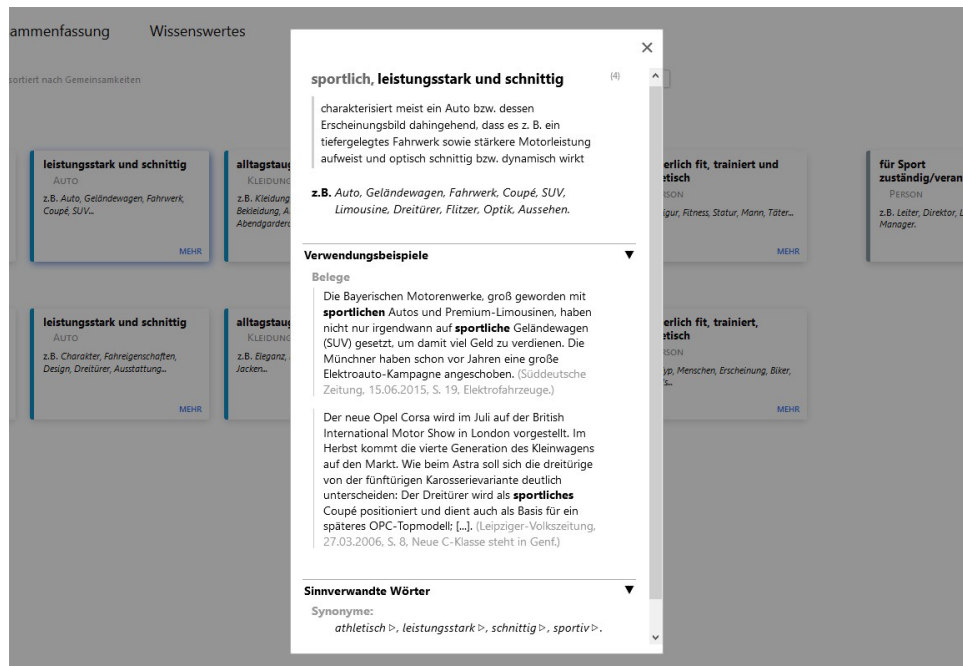 ammenfassung Wissenswertes
sortiert nach Gemeinsamkeiten
×
sportlich, leistungsstark und schnittig (4)
charakterisiert meist ein Auto bzw. dessen
Erscheinungsbild dahingehend, dass es z. B. ein
tiefergelegtes Fahrwerk sowie stärkere Motorleistung
aufweist und optisch schnittig bzw. dynamisch wirkt
z.B. Auto, Geländewagen, Fahrwerk, Coupé, SUV,
Limousine, Dreitürer, Flitzer, Optik, Aussehen.
Verwendungsbeispiele ▼
Belege
Die Bayerischen Motorenwerke, groß geworden mit
sportlichen Autos und Premium-Limousinen, haben
nicht nur irgendwann auf sportliche Geländewagen
(SUV) gesetzt, um damit viel Geld zu verdienen. Die
Münchner haben schon vor Jahren eine große
Elektroauto-Kampagne angeschoben. (Süddeutsche
Zeitung, 15.06.2015, S. 19, Elektrofahrzeuge.)
Der neue Opel Corsa wird im Juli auf der British
International Motor Show in London vorgestellt. Im
Herbst kommt die vierte Generation des Kleinwagens
auf den Markt. Wie beim Astra soll sich die dreitürige
von der fünftürigen Karosserievariante deutlich
unterscheiden: Der Dreitürer wird als sportliches
Coupé positioniert und dient auch als Basis für ein
späteres OPC-Topmodell; [...]. (Leipziger-Volkszeitung,
27.03.2006, S. 8, Neue C-Klasse steht in Genf.)
Sinnverwandte Wörter ▼
Synonyme:
athletisch ▷, leistungsstark ▷, schnittig ▷, sportiv ▷.
leistungsstark und schnittig
AUTO
z.B. Auto, Geländewagen, Fahrwerk,
Coupé, SUV...
MEHR
alltagstaug
KLEIDUNG
z.B. Kleidung
Bekleidung, A
Abendgarder
erlich fit, trainiert und
etisch
SON
igur, Fitness, Statur, Mann, Täter...
MEHR
für Sport
zuständig/veran
PERSON
z.B. Leiter, Direktor, L
Manager.
leistungsstark und schnittig
AUTO
z.B. Charakter, Fahreigenschaften,
Design, Dreitürer, Ausstattung...
MEHR
alltagstaug
KLEIDUNG
z.B. Eleganz,
Jacken...
erlich fit, trainiert,
etisch
SON
yp, Menschen, Erscheinung, Biker,
MEHR